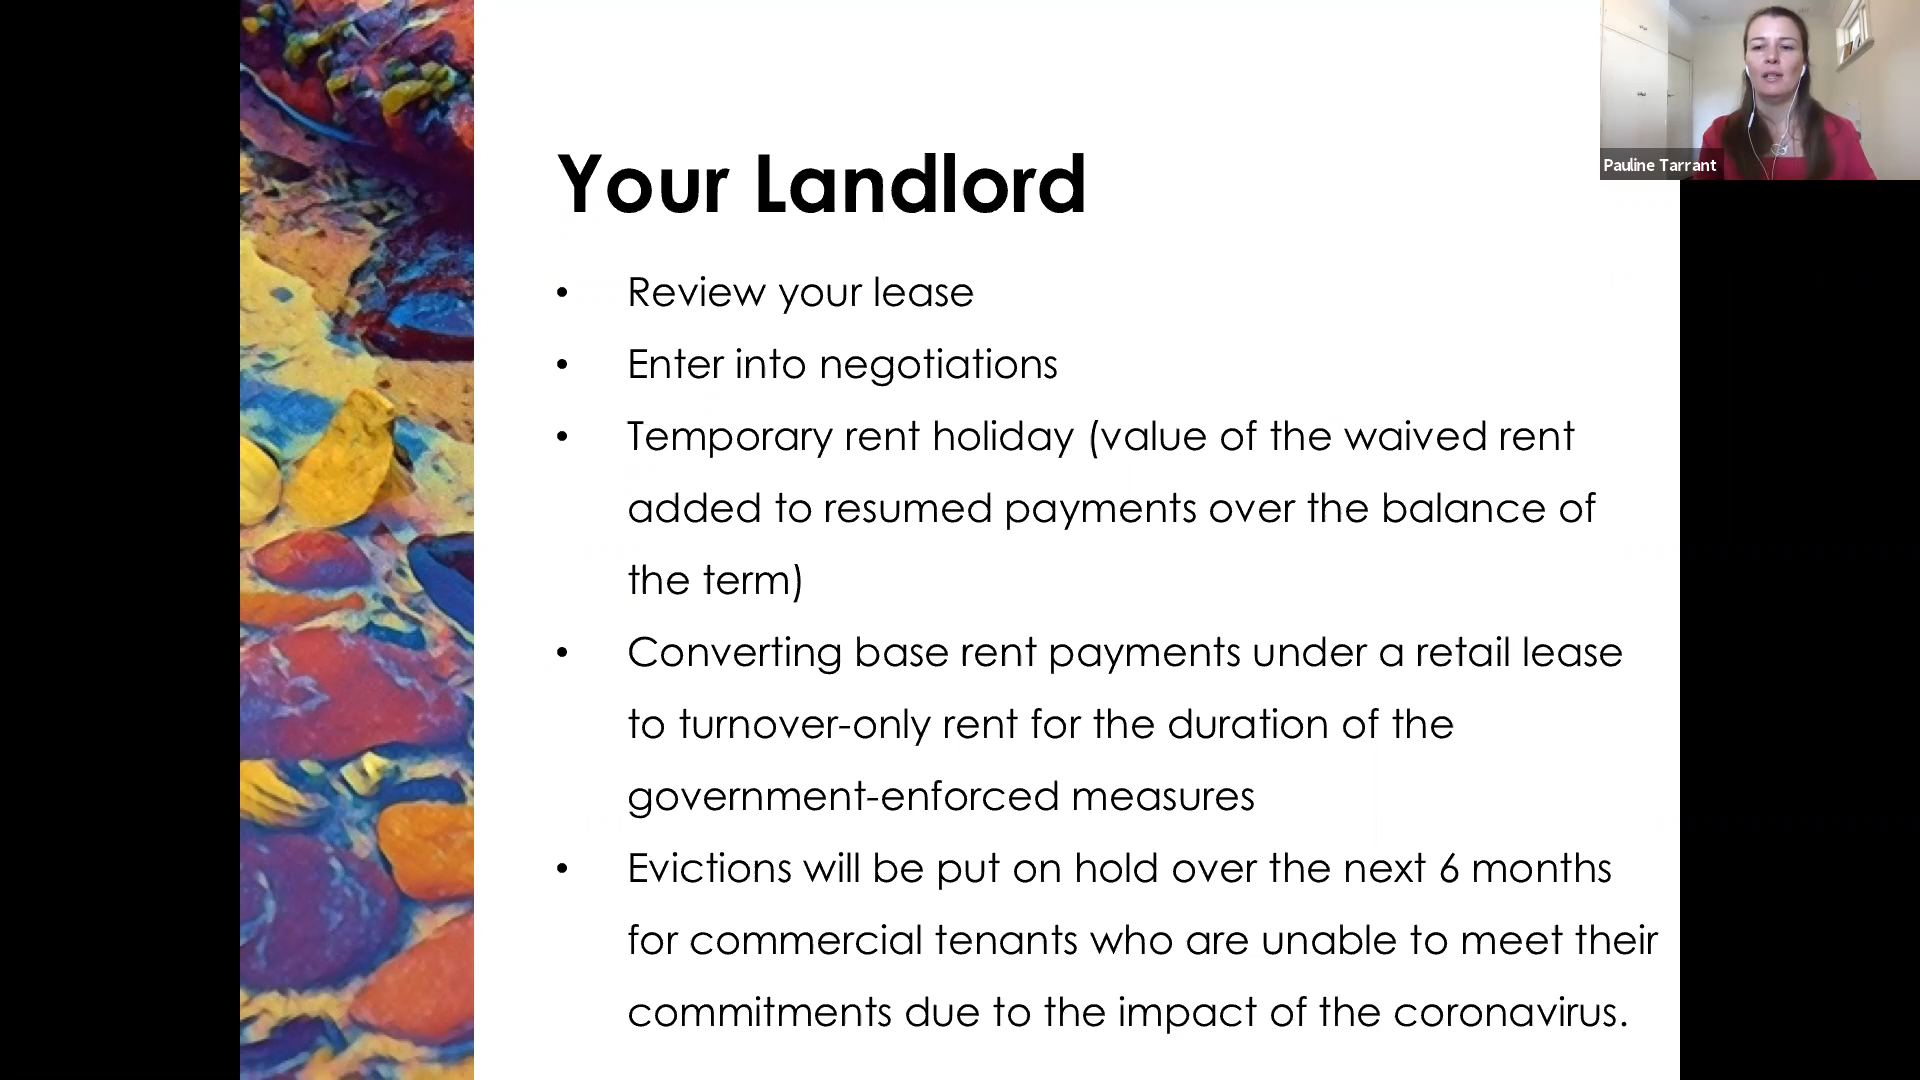 Pauline Tarrant
Your Landlord
• Review your lease
• Enter into negotiations
• Temporary rent holiday (value of the waived rent
added to resumed payments over the balance of
the term)
• Converting base rent payments under a retail lease
to turnover-only rent for the duration of the
government-enforced measures
• Evictions will be put on hold over the next 6 months
for commercial tenants who are unable to meet their
commitments due to the impact of the coronavirus.